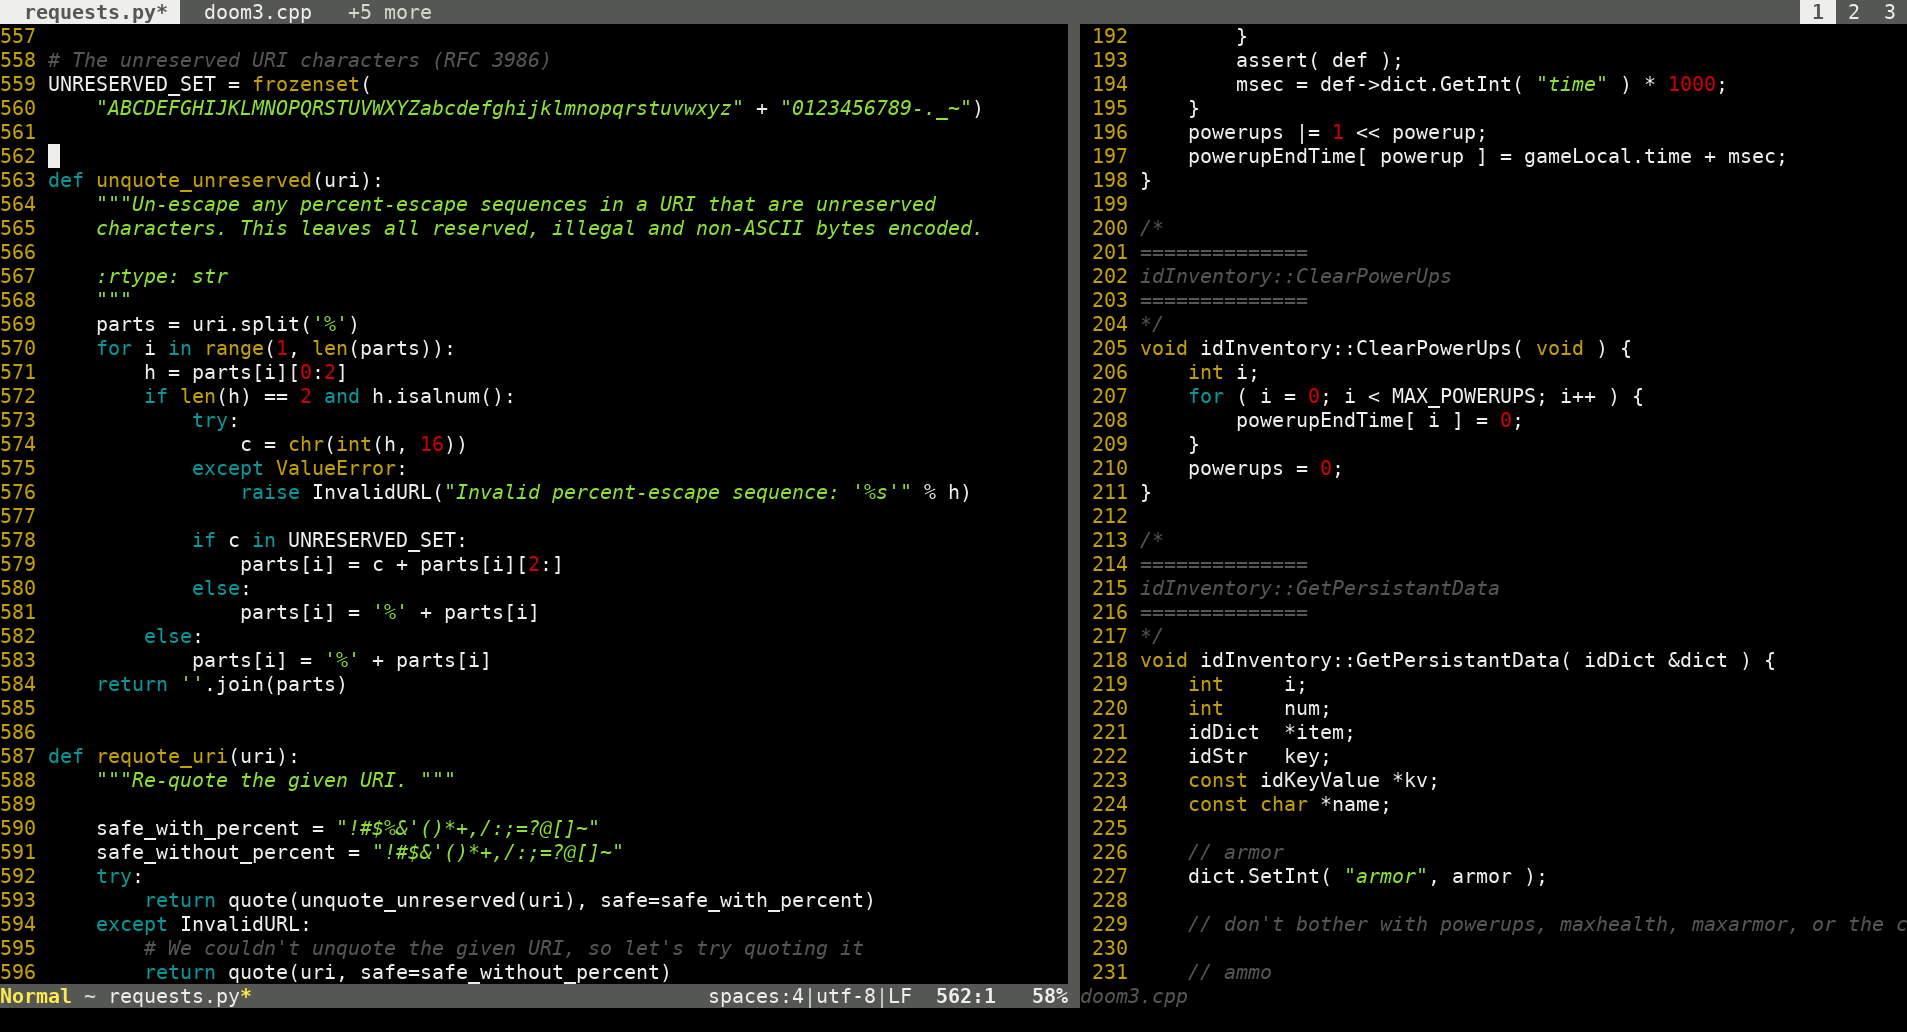 requests.py* doom3.cpp +5 more 1 2 3
557
558 # The unreserved URI characters (RFC 3986)
559 UNRESERVED_SET = frozenset(
560     "ABCDEFGHIJKLMNOPQRSTUVWXYZabcdefghijklmnopqrstuvwxyz" + "0123456789-._~")
561
562
563 def unquote_unreserved(uri):
564     """Un-escape any percent-escape sequences in a URI that are unreserved
565     characters. This leaves all reserved, illegal and non-ASCII bytes encoded.
566
567     :rtype: str
568     """
569     parts = uri.split('%')
570     for i in range(1, len(parts)):
571         h = parts[i][0:2]
572         if len(h) == 2 and h.isalnum():
573             try:
574                 c = chr(int(h, 16))
575             except ValueError:
576                 raise InvalidURL("Invalid percent-escape sequence: '%s'" % h)
577
578             if c in UNRESERVED_SET:
579                 parts[i] = c + parts[i][2:]
580             else:
581                 parts[i] = '%' + parts[i]
582         else:
583             parts[i] = '%' + parts[i]
584     return ''.join(parts)
585
586
587 def requote_uri(uri):
588     """Re-quote the given URI. """
589
590     safe_with_percent = "!#$%&'()*+,/:;=?@[]~"
591     safe_without_percent = "!#$&'()*+,/:;=?@[]~"
592     try:
593         return quote(unquote_unreserved(uri), safe=safe_with_percent)
594     except InvalidURL:
595         # We couldn't unquote the given URI, so let's try quoting it
596         return quote(uri, safe=safe_without_percent)
Normal ~ requests.py* spaces:4|utf-8|LF 562:1 58%
192         }
193         assert( def );
194         msec = def->dict.GetInt( "time" ) * 1000;
195     }
196     powerups |= 1 << powerup;
197     powerupEndTime[ powerup ] = gameLocal.time + msec;
198 }
199
200 /*
201 ==============
202 idInventory::ClearPowerUps
203 ==============
204 */
205 void idInventory::ClearPowerUps( void ) {
206     int i;
207     for ( i = 0; i < MAX_POWERUPS; i++ ) {
208         powerupEndTime[ i ] = 0;
209     }
210     powerups = 0;
211 }
212
213 /*
214 ==============
215 idInventory::GetPersistantData
216 ==============
217 */
218 void idInventory::GetPersistantData( idDict &dict ) {
219     int     i;
220     int     num;
221     idDict  *item;
222     idStr   key;
223     const idKeyValue *kv;
224     const char *name;
225
226     // armor
227     dict.SetInt( "armor", armor );
228
229     // don't bother with powerups, maxhealth, maxarmor, or the c
230
231     // ammo
doom3.cpp